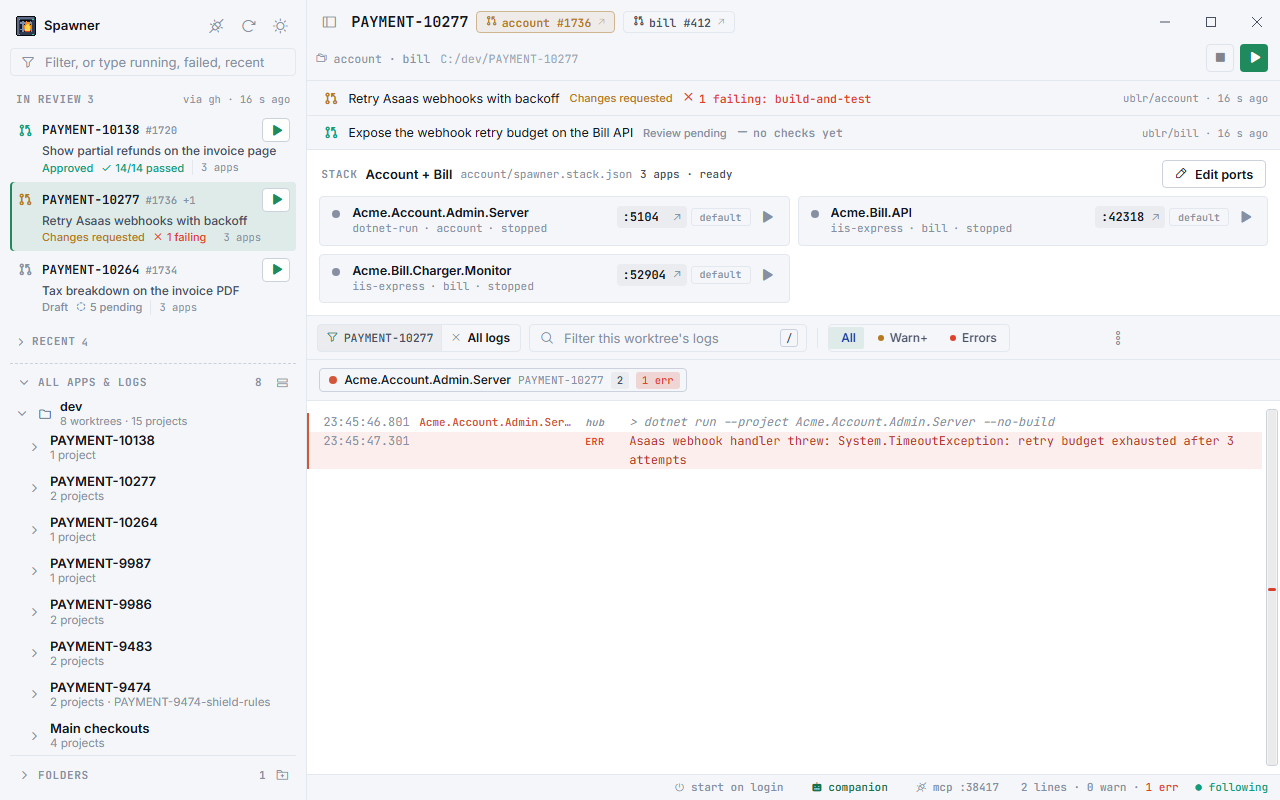 Spawner
Filter, or type running, failed, recent
IN REVIEW 3
via gh · 16 s ago
PAYMENT-10138 #1720
Show partial refunds on the invoice page
Approved ✓ 14/14 passed 3 apps
PAYMENT-10277 #1736 +1
Retry Asaas webhooks with backoff
Changes requested × 1 failing 3 apps
PAYMENT-10264 #1734
Tax breakdown on the invoice PDF
Draft 5 pending 3 apps
RECENT 4
ALL APPS & LOGS 8
dev
8 worktrees · 15 projects
PAYMENT-10138
1 project
PAYMENT-10277
2 projects
PAYMENT-10264
1 project
PAYMENT-9987
1 project
PAYMENT-9986
2 projects
PAYMENT-9483
2 projects
PAYMENT-9474
2 projects · PAYMENT-9474-shield-rules
Main checkouts
4 projects
FOLDERS 1
PAYMENT-10277 account #1736 ↗ bill #412 ↗
account · bill C:/dev/PAYMENT-10277
Retry Asaas webhooks with backoff Changes requested × 1 failing: build-and-test ublr/account · 16 s ago
Expose the webhook retry budget on the Bill API Review pending — no checks yet ublr/bill · 16 s ago
STACK Account + Bill account/spawner.stack.json 3 apps · ready Edit ports
Acme.Account.Admin.Server :5104 ↗ default
dotnet-run · account · stopped
Acme.Bill.API :42318 ↗ default
iis-express · bill · stopped
Acme.Bill.Charger.Monitor :52904 ↗ default
iis-express · bill · stopped
PAYMENT-10277 × All logs Filter this worktree's logs / All Warn+ Errors
Acme.Account.Admin.Server PAYMENT-10277 2 1 err
23:45:46.801 Acme.Account.Admin.Ser… hub > dotnet run --project Acme.Account.Admin.Server --no-build
23:45:47.301 ERR Asaas webhook handler threw: System.TimeoutException: retry budget exhausted after 3
attempts
start on login companion mcp :38417 2 lines · 0 warn · 1 err following